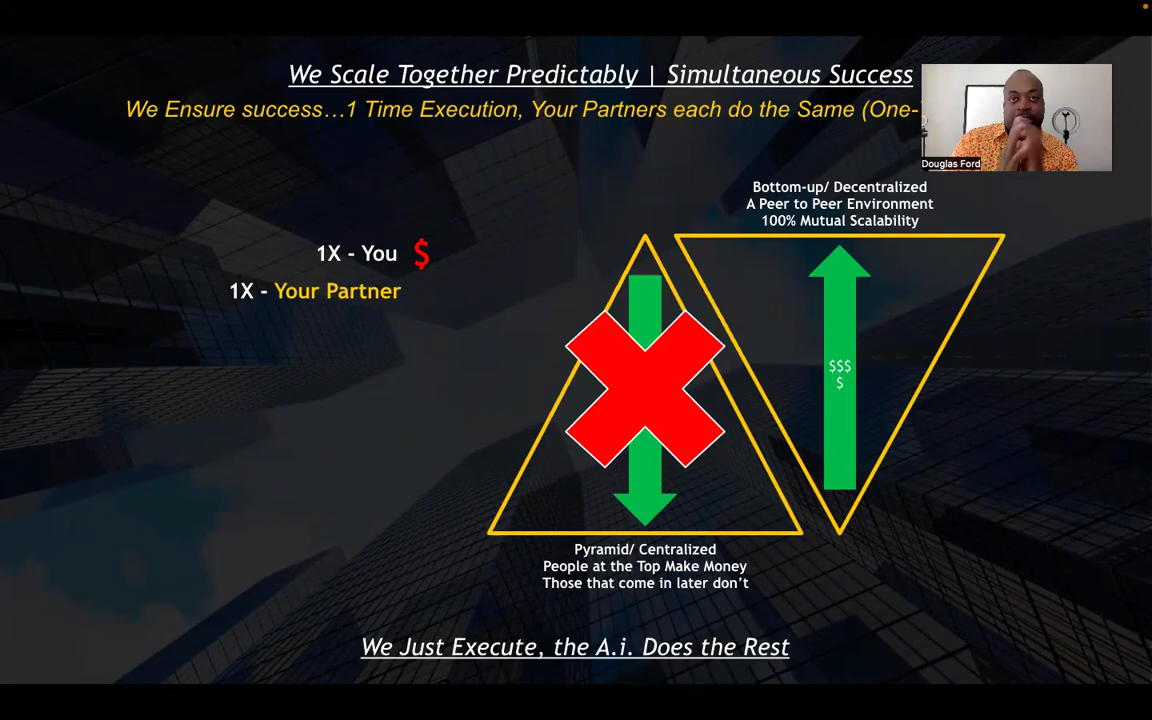 We Scale Together Predictably | Simultaneous Success
We Ensure success...1 Time Execution, Your Partners each do the Same (One-
Douglas Ford
Bottom-up/ Decentralized
A Peer to Peer Environment
100% Mutual Scalability
1X - You $
1X - Your Partner
$$$
$
Pyramid/ Centralized
People at the Top Make Money
Those that come in later don't
We Just Execute, the A.i. Does the Rest